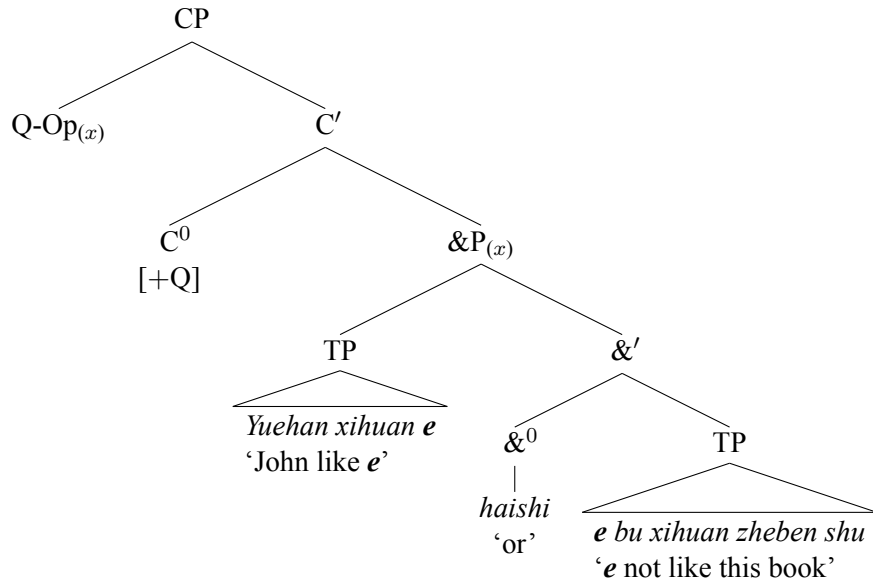 CP
Q-Op(x)
C′
C⁰
[+Q]
&P(x)
TP
&′
Yuehan xihuan e
‘John like e’
&⁰
TP
haishi
‘or’
e bu xihuan zheben shu
‘e not like this book’